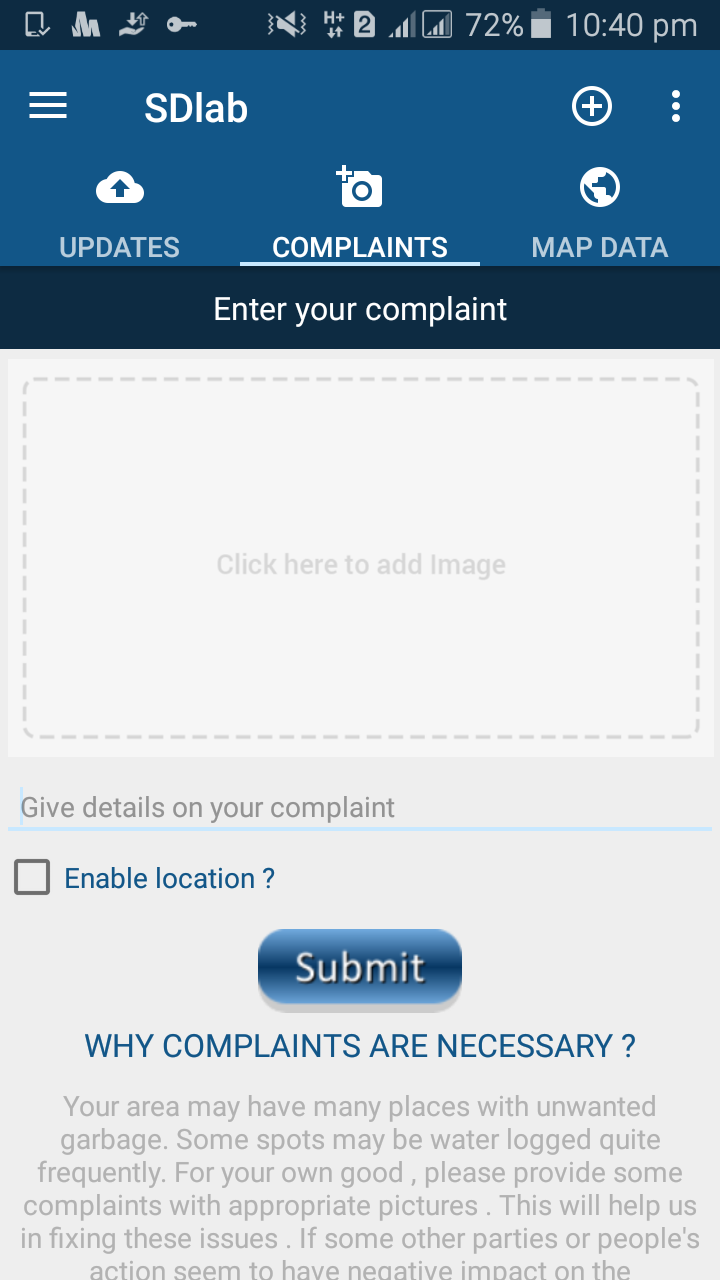 H+ 2 72% 10:40 pm
SDlab
UPDATES COMPLAINTS MAP DATA
Enter your complaint
Click here to add Image
Give details on your complaint
Enable location ?
Submit
WHY COMPLAINTS ARE NECESSARY ?
Your area may have many places with unwanted
garbage. Some spots may be water logged quite
frequently. For your own good , please provide some
complaints with appropriate pictures . This will help us
in fixing these issues . If some other parties or people's
action seem to have negative impact on the